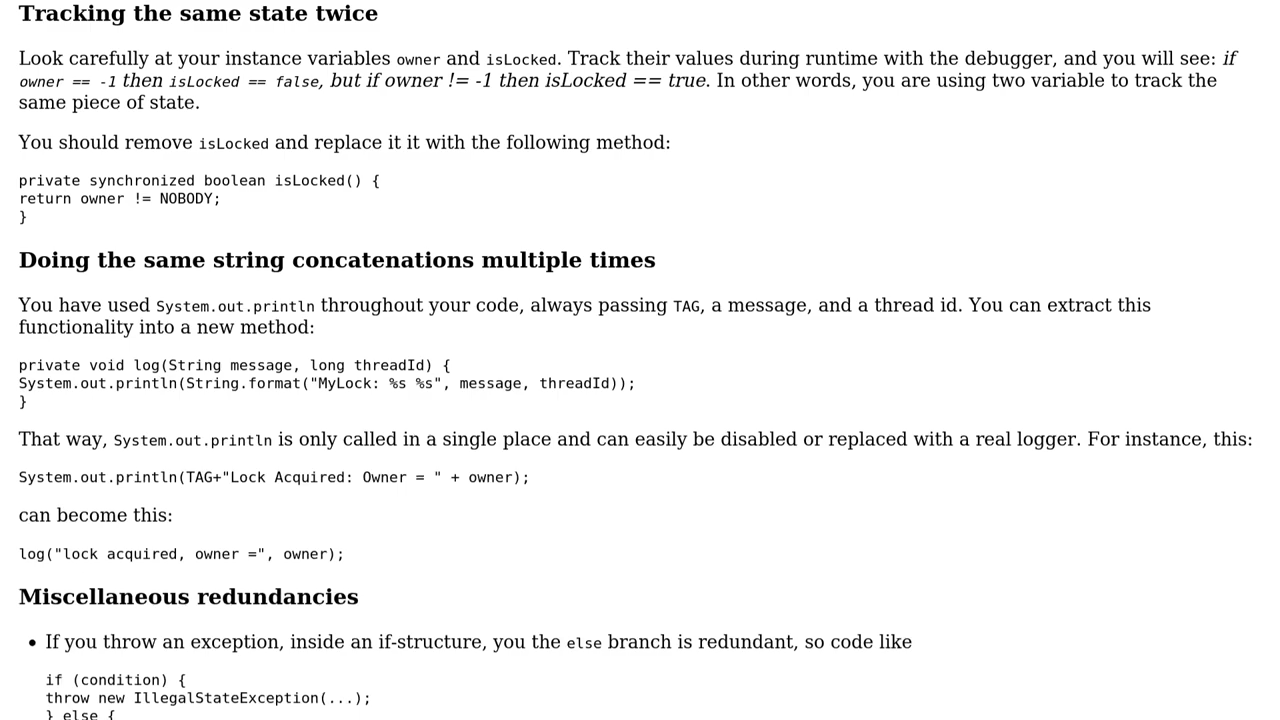 Tracking the same state twice
Look carefully at your instance variables owner and isLocked. Track their values during runtime with the debugger, and you will see: if
owner == -1 then isLocked == false, but if owner != -1 then isLocked == true. In other words, you are using two variable to track the
same piece of state.
You should remove isLocked and replace it it with the following method:
private synchronized boolean isLocked() {
return owner != NOBODY;
}
Doing the same string concatenations multiple times
You have used System.out.println throughout your code, always passing TAG, a message, and a thread id. You can extract this
functionality into a new method:
private void log(String message, long threadId) {
System.out.println(String.format("MyLock: %s %s", message, threadId));
}
That way, System.out.println is only called in a single place and can easily be disabled or replaced with a real logger. For instance, this:
System.out.println(TAG+"Lock Acquired: Owner = " + owner);
can become this:
log("lock acquired, owner =", owner);
Miscellaneous redundancies
• If you throw an exception, inside an if-structure, you the else branch is redundant, so code like
if (condition) {
throw new IllegalStateException(...);
} else {